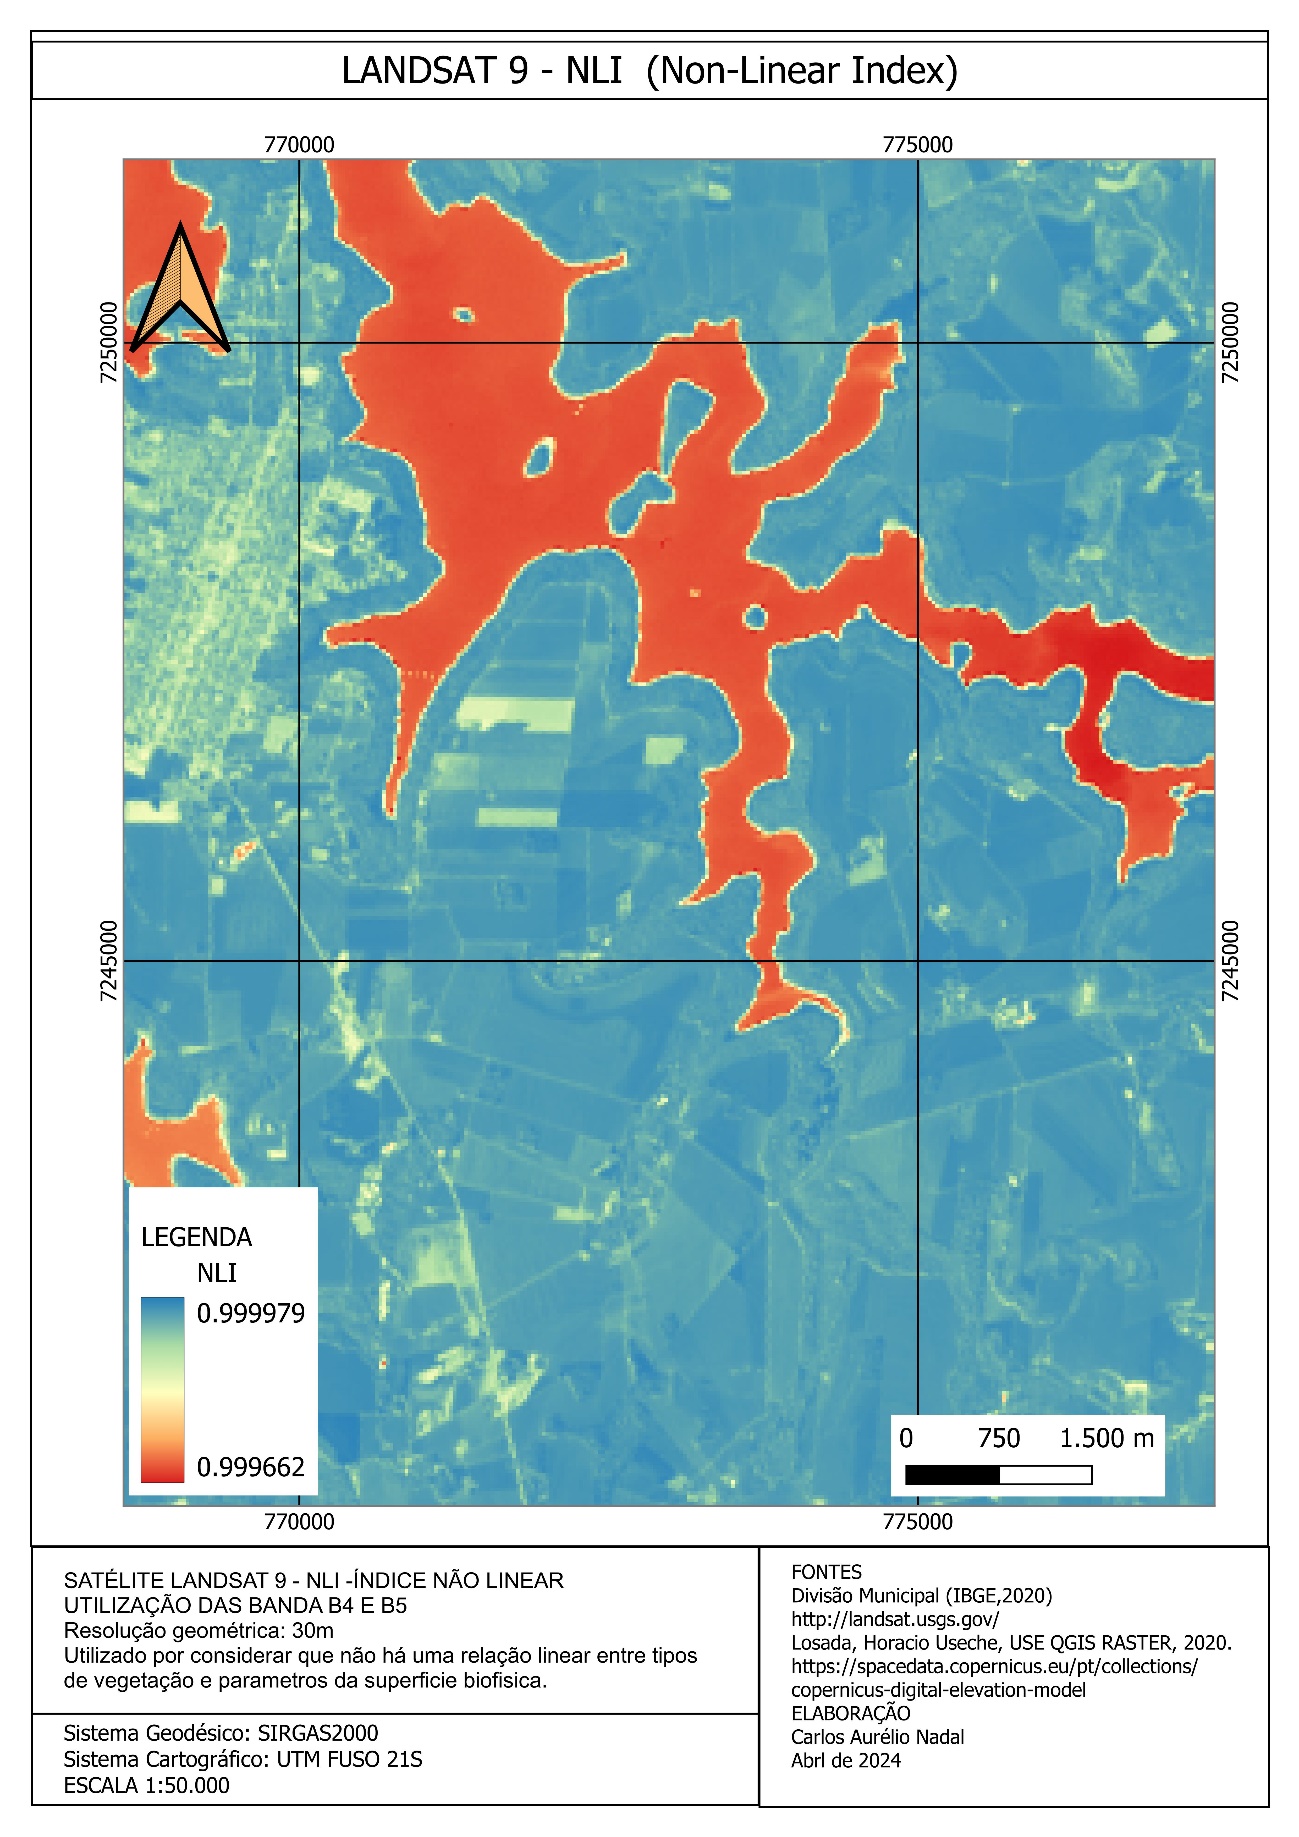 LANDSAT 9 - NLI (Non-Linear Index)
770000
775000
7250000
7250000
7245000
7245000
LEGENDA
NLI
0.999979
0.999662
0
750
1.500 m
770000
775000
SATÉLITE LANDSAT 9 - NLI -ÍNDICE NÃO LINEAR
UTILIZAÇÃO DAS BANDA B4 E B5
Resolução geométrica: 30m
Utilizado por considerar que não há uma relação linear entre tipos
de vegetação e parametros da superficie biofisica.
Sistema Geodésico: SIRGAS2000
Sistema Cartográfico: UTM FUSO 21S
ESCALA 1:50.000
FONTES
Divisão Municipal (IBGE,2020)
http://landsat.usgs.gov/
Losada, Horacio Useche, USE QGIS RASTER, 2020.
https://spacedata.copernicus.eu/pt/collections/
copernicus-digital-elevation-model
ELABORAÇÃO
Carlos Aurélio Nadal
Abrl de 2024